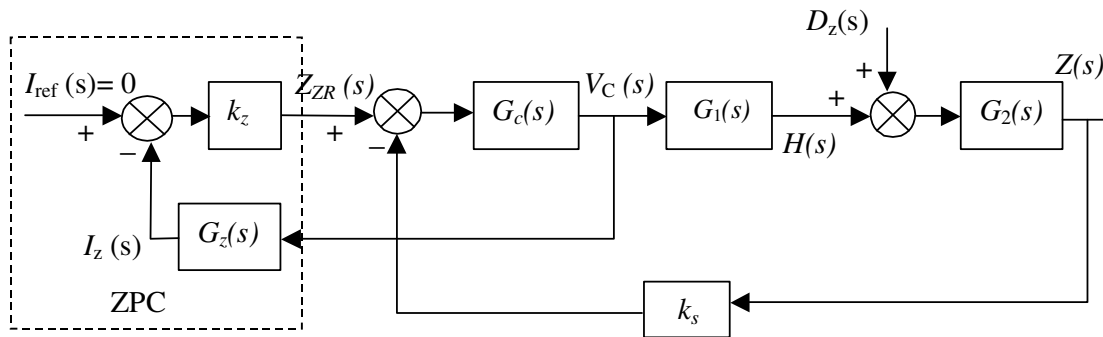 D_z(s)
I_ref (s)= 0
Z_ZR (s)
V_C (s)
Z(s)
+
+
k_z
G_c(s)
G_1(s)
G_2(s)
+
−
+
−
H(s)
I_z (s)
G_z(s)
ZPC
k_s